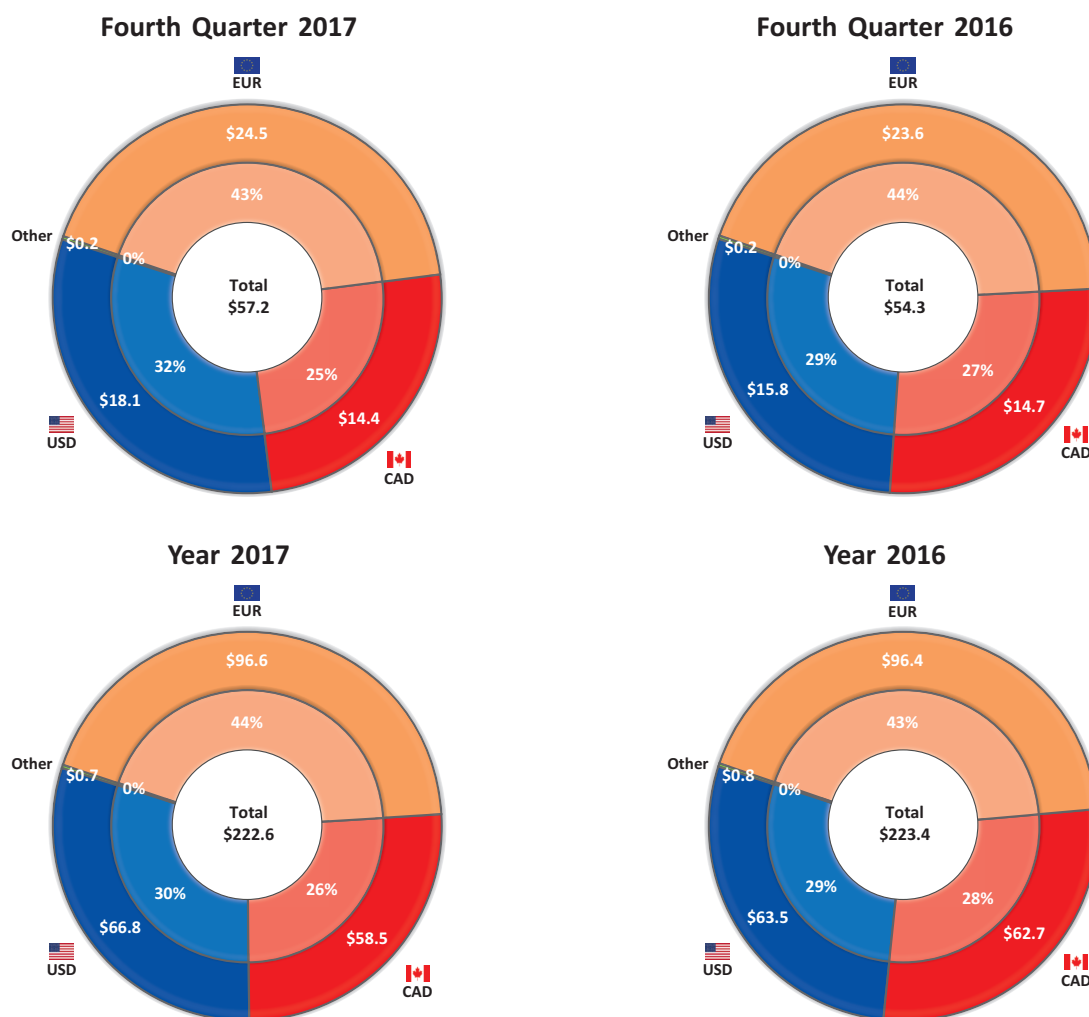 Fourth Quarter 2017
EUR
$24.5
43%
Other
$0.2
0%
Total
$57.2
32%
25%
$18.1
$14.4
USD
CAD
Fourth Quarter 2016
EUR
$23.6
44%
Other
$0.2
0%
Total
$54.3
29%
27%
$15.8
$14.7
USD
CAD
Year 2017
EUR
$96.6
44%
Other
$0.7
0%
Total
$222.6
30%
26%
$66.8
$58.5
USD
CAD
Year 2016
EUR
$96.4
43%
Other
$0.8
0%
Total
$223.4
29%
28%
$63.5
$62.7
USD
CAD